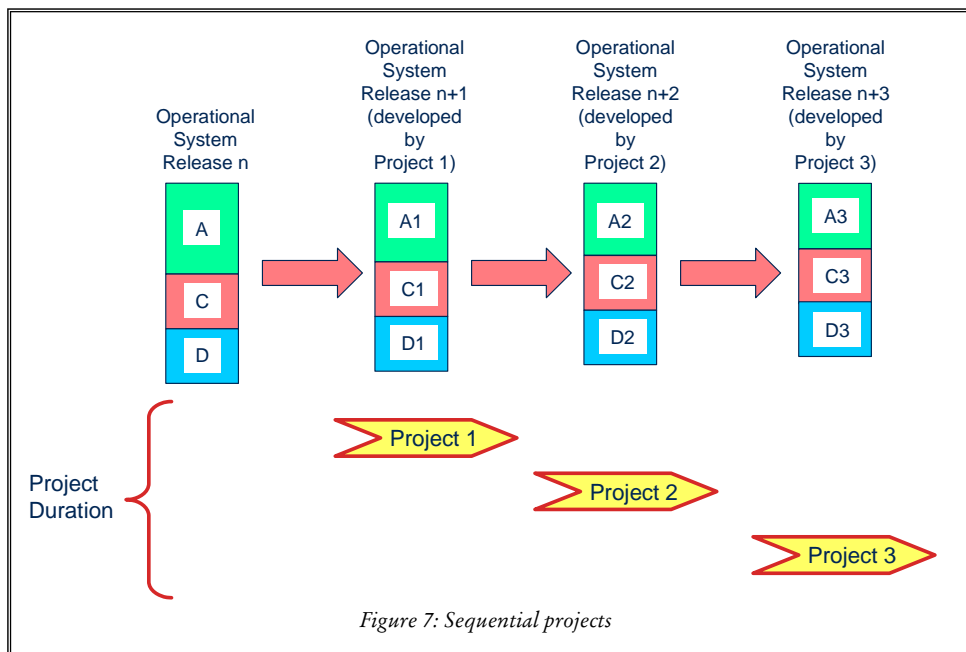 Operational
System
Release n
Operational
System
Release n+1
(developed
by
Project 1)
Operational
System
Release n+2
(developed
by
Project 2)
Operational
System
Release n+3
(developed
by
Project 3)
A
C
D
A1
C1
D1
A2
C2
D2
A3
C3
D3
Project
Duration
Project 1
Project 2
Project 3
Figure 7: Sequential projects